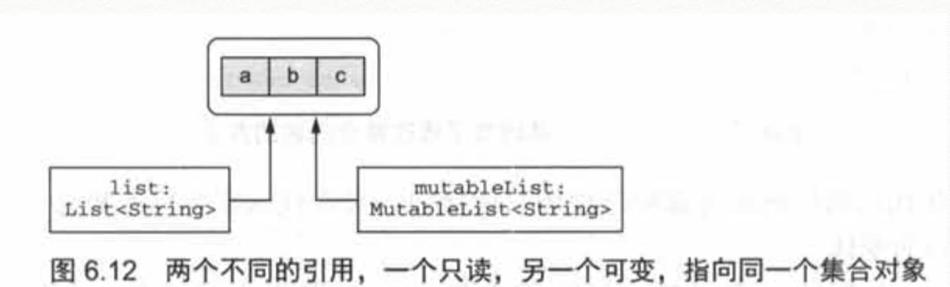 a b c
list:
List<String>
mutableList:
MutableList<String>
图 6.12 两个不同的引用，一个只读，另一个可变，指向同一个集合对象